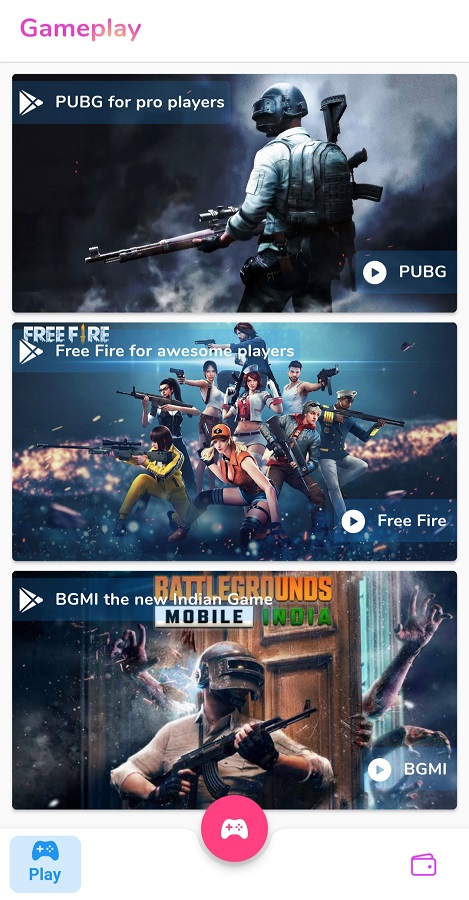 Gameplay
PUBG for pro players
PUBG
FREE FIRE
Free Fire for awesome players
Free Fire
BATTLEGROUNDS
BGMI the new Indian Game
MOBILE INDIA
BGMI
Play